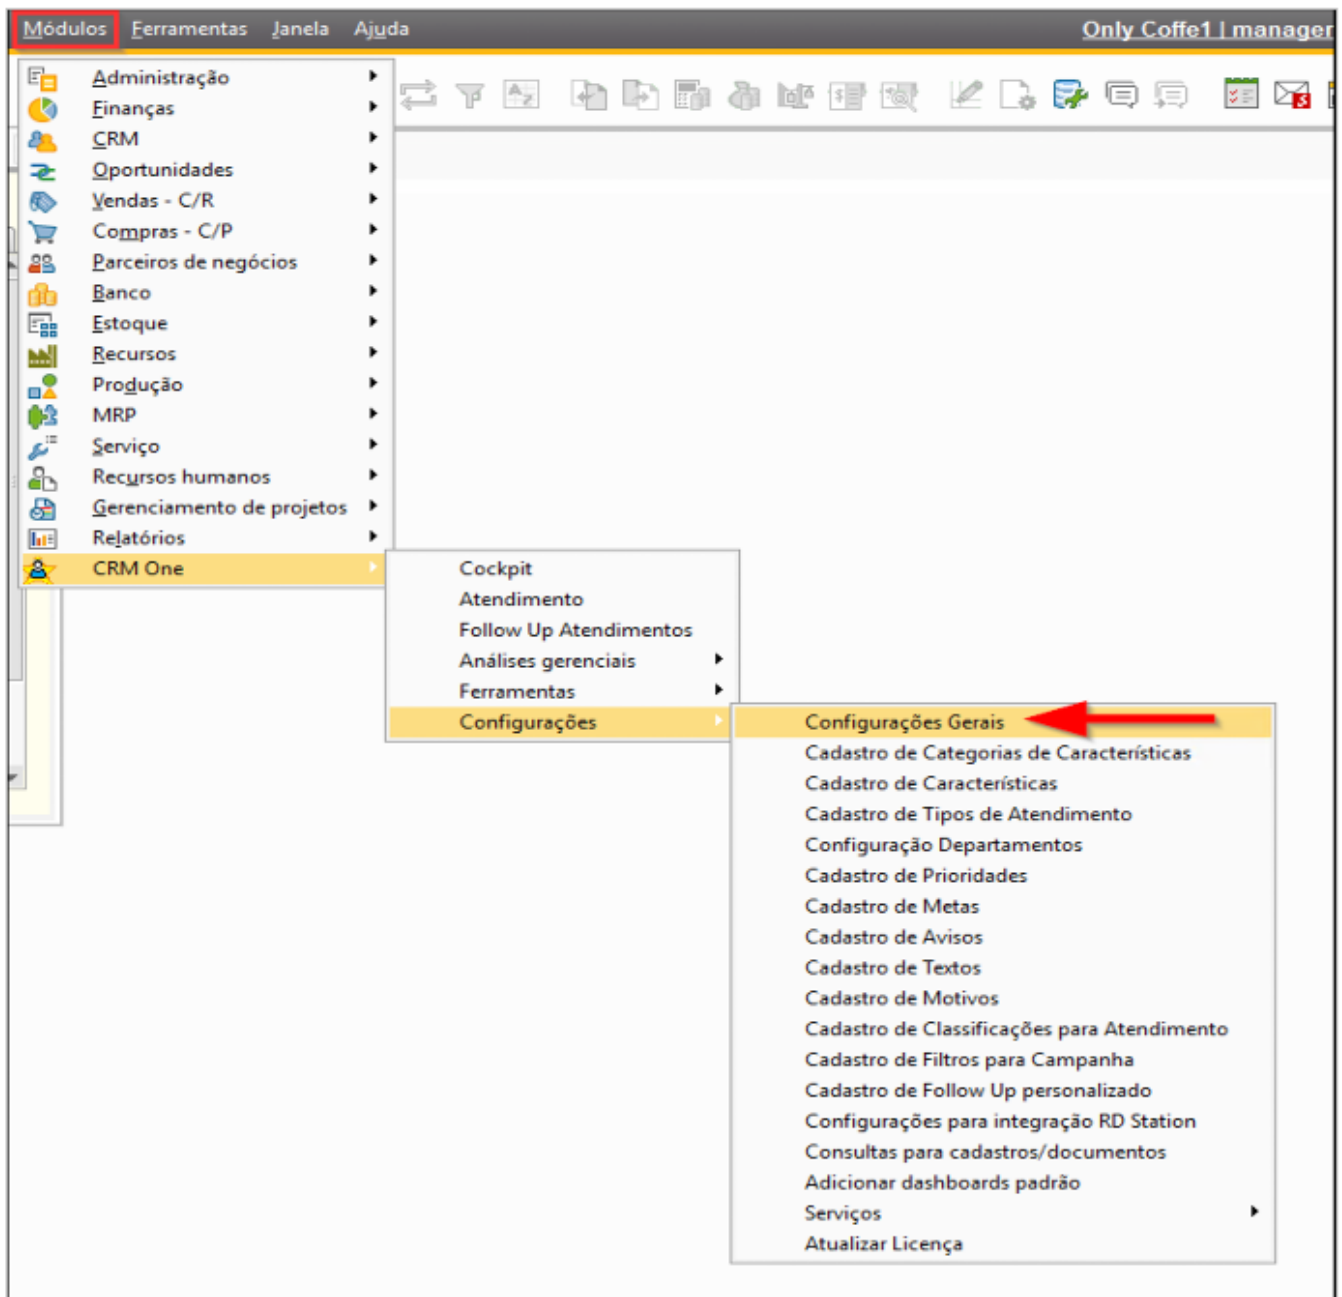 Módulos Ferramentas Janela Ajuda Only Coffe1 | manager
Administração
Finanças
CRM
Oportunidades
Vendas - C/R
Compras - C/P
Parceiros de negócios
Banco
Estoque
Recursos
Produção
MRP
Serviço
Recursos humanos
Gerenciamento de projetos
Relatórios
CRM One
Cockpit
Atendimento
Follow Up Atendimentos
Análises gerenciais
Ferramentas
Configurações
Configurações Gerais
Cadastro de Categorias de Características
Cadastro de Características
Cadastro de Tipos de Atendimento
Configuração Departamentos
Cadastro de Prioridades
Cadastro de Metas
Cadastro de Avisos
Cadastro de Textos
Cadastro de Motivos
Cadastro de Classificações para Atendimento
Cadastro de Filtros para Campanha
Cadastro de Follow Up personalizado
Configurações para integração RD Station
Consultas para cadastros/documentos
Adicionar dashboards padrão
Serviços
Atualizar Licença